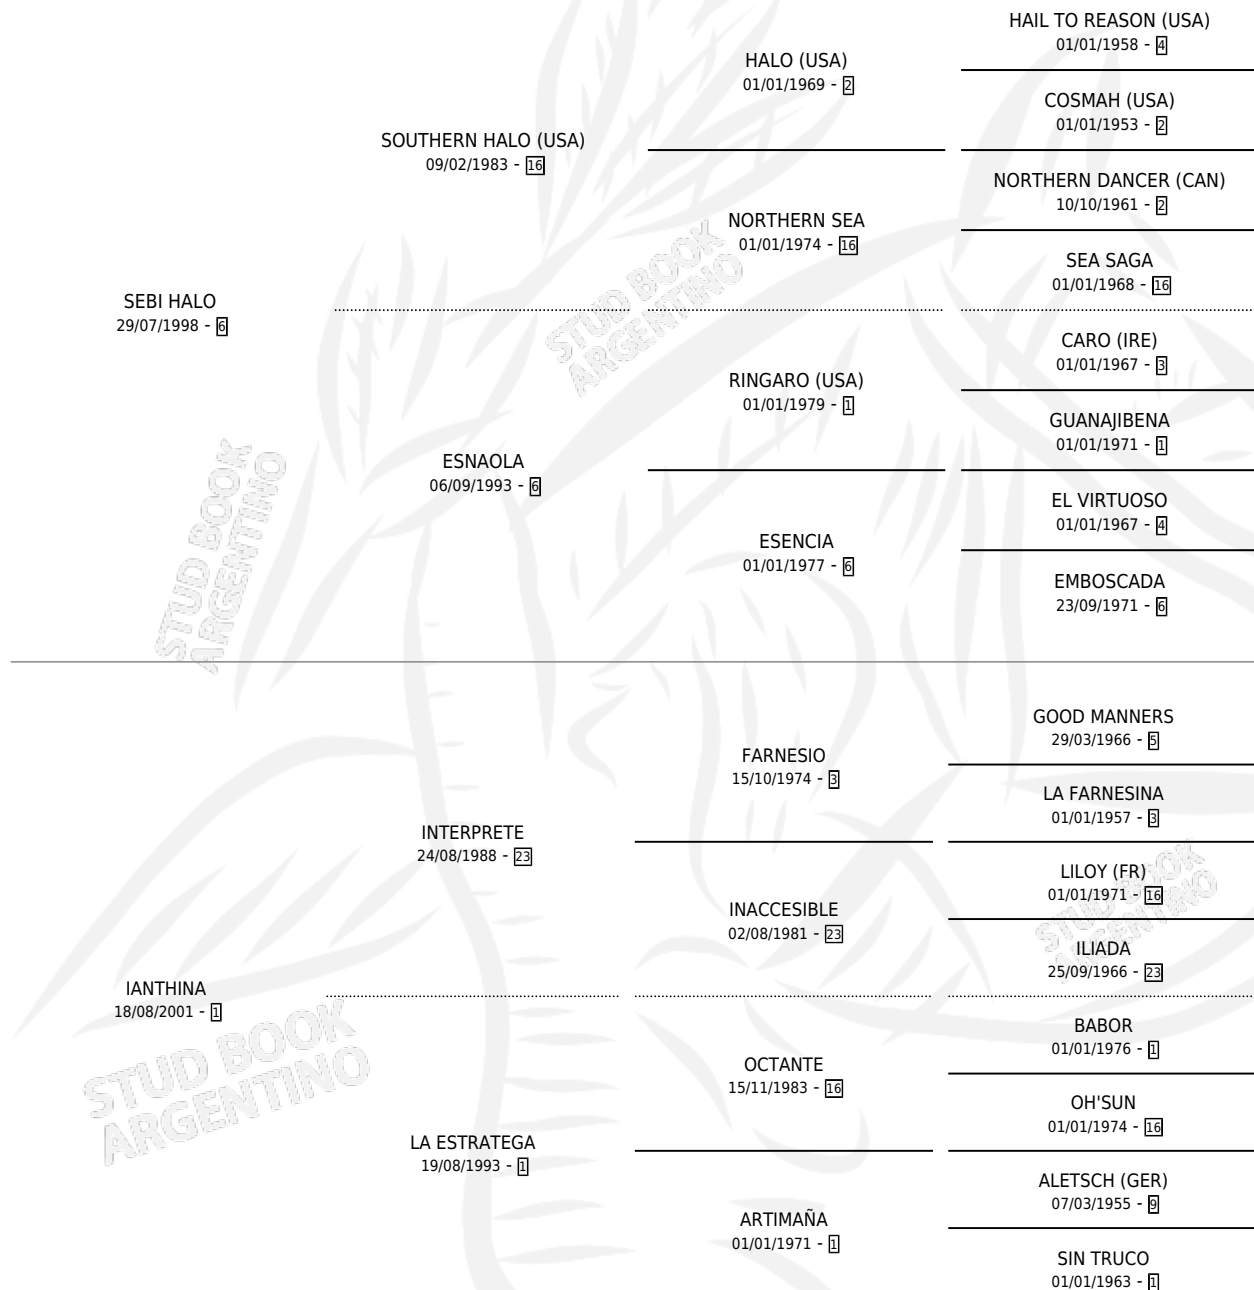 HAIL TO REASON (USA)
01/01/1958 - 4
HALO (USA)
01/01/1969 - 2
COSMAH (USA)
01/01/1953 - 2
SOUTHERN HALO (USA)
09/02/1983 - 16
NORTHERN DANCER (CAN)
10/10/1961 - 2
NORTHERN SEA
01/01/1974 - 16
SEA SAGA
01/01/1968 - 16
SEBI HALO
29/07/1998 - 6
CARO (IRE)
01/01/1967 - 3
RINGARO (USA)
01/01/1979 - 1
GUANAJIBENA
01/01/1971 - 1
ESNAOLA
06/09/1993 - 6
EL VIRTUOSO
01/01/1967 - 4
ESENCIA
01/01/1977 - 6
EMBOSCADA
23/09/1971 - 6
STUD BOOK
ARGENTINO
STUD BOOK
ARGENTINO
GOOD MANNERS
29/03/1966 - 5
FARNESIO
15/10/1974 - 3
LA FARNESINA
01/01/1957 - 3
INTERPRETE
24/08/1988 - 23
LILOY (FR)
01/01/1971 - 16
INACCESIBLE
02/08/1981 - 23
ILIADA
25/09/1966 - 23
IANTHINA
18/08/2001 - 1
BABOR
01/01/1976 - 1
OCTANTE
15/11/1983 - 16
OH'SUN
01/01/1974 - 16
LA ESTRATEGA
19/08/1993 - 1
ALETSCH (GER)
07/03/1955 - 9
ARTIMAÑA
01/01/1971 - 1
SIN TRUCO
01/01/1963 - 1
STUD BOOK
ARGENTINO
STUD BOOK
ARGENTINO